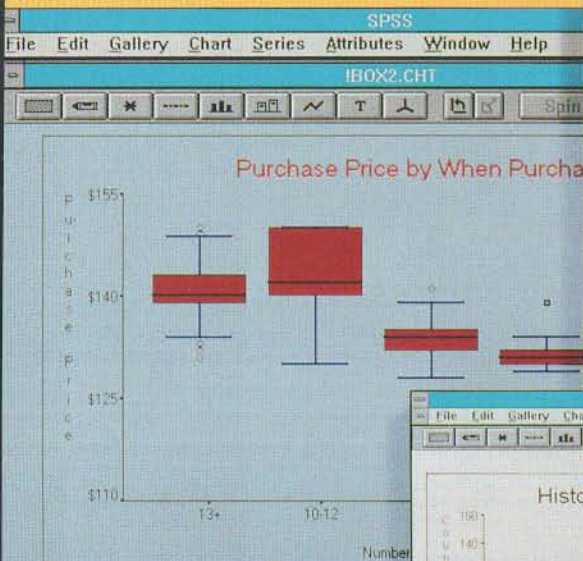 SPSS
File Edit Gallery Chart Series Attributes Window Help
!BOX2.CHT
T Spin
Purchase Price by When Purcha
Purchase Price
$155
$140
$125
$110
13+ 10-12
Number
File Edit Gallery Cha
Histo
160
140